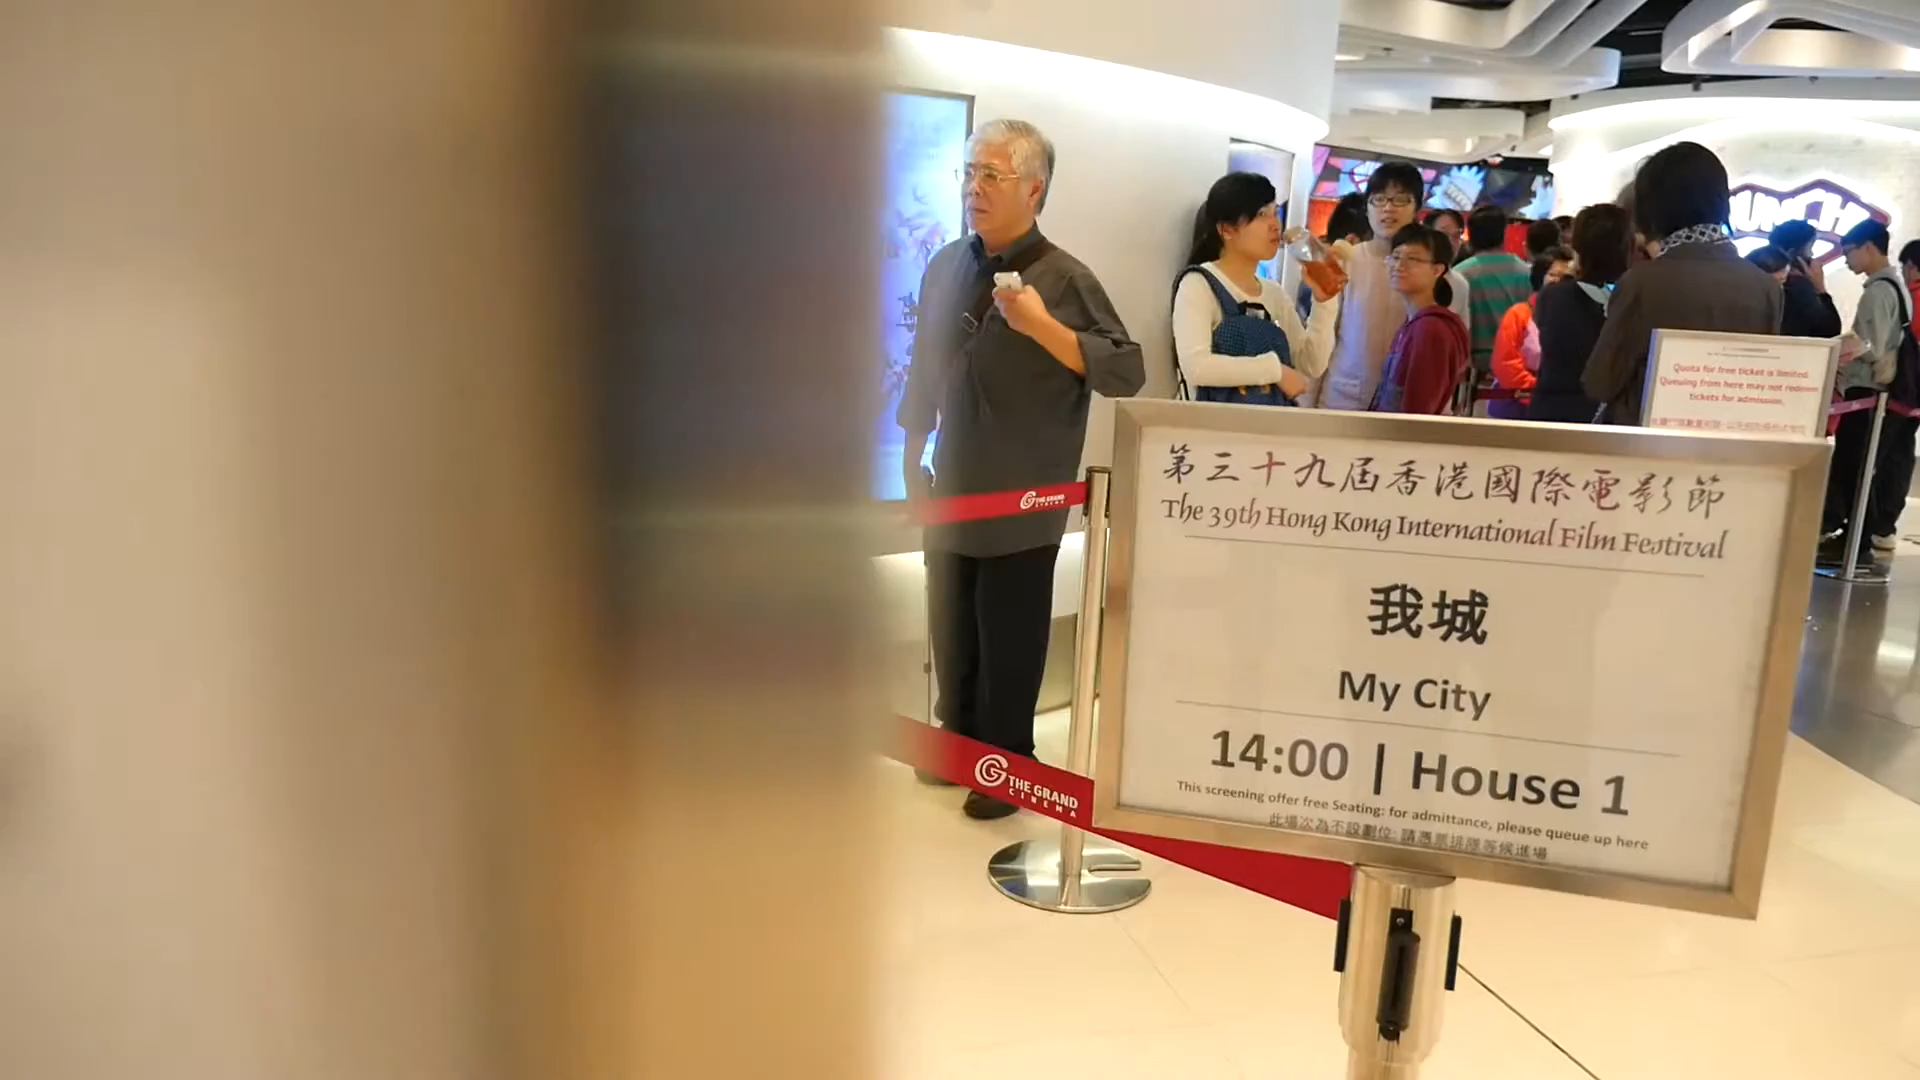 MUNCH
Quota for free ticket is limited.
Queuing from here may not redeem
tickets for admission.
THE GRAND
CINEMA
第三十九屆香港國際電影節
The 39th Hong Kong International Film Festival
我城
My City
14:00 | House 1
This screening offer free Seating: for admittance, please queue up here
此場次為不設劃位: 請憑票排隊等候進場
THE GRAND
CINEMA